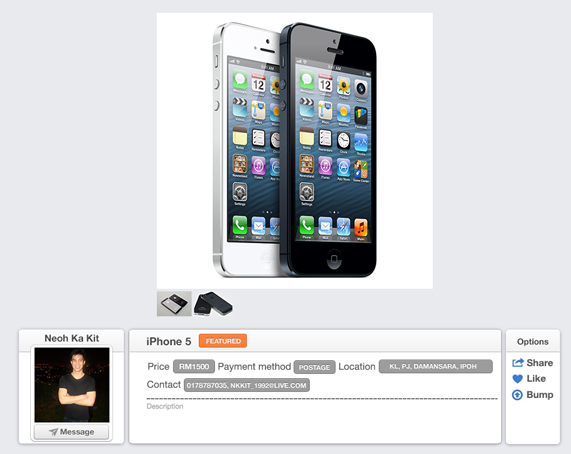 Neoh Ka Kit
Message
iPhone 5 FEATURED
Price RM1500 Payment method POSTAGE Location KL, PJ, DAMANSARA, IPOH
Contact 0178787035, NKKIT_1992@LIVE.COM
Description
Options
Share
Like
Bump